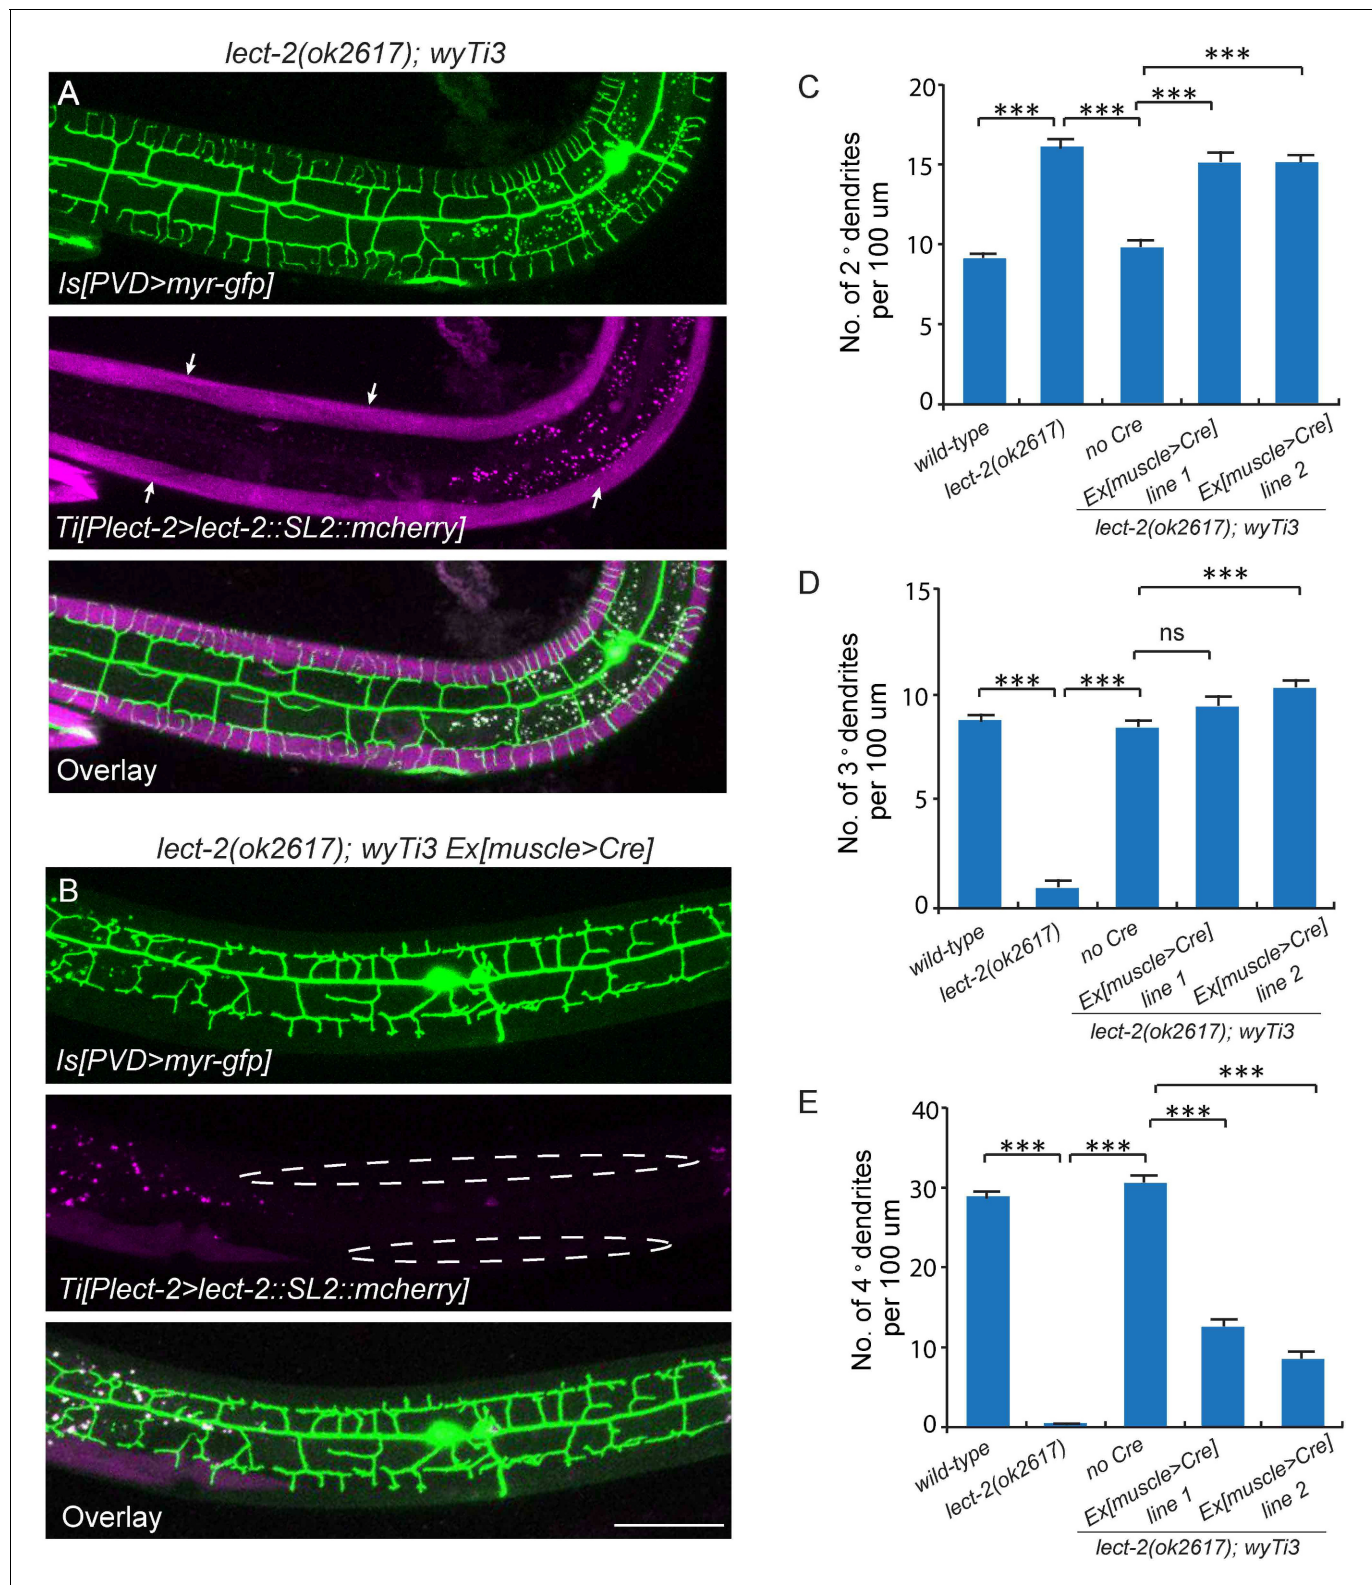 lect-2(ok2617); wyTi3
A
Is[PVD>myr-gfp]
Ti[Plect-2>lect-2::SL2::mcherry]
Overlay
lect-2(ok2617); wyTi3 Ex[muscle>Cre]
B
Is[PVD>myr-gfp]
Ti[Plect-2>lect-2::SL2::mcherry]
Overlay
C
No. of 2° dendrites
per 100 um
20
15
10
5
0
***
***
***
***
wild-type
lect-2(ok2617)
no Cre
Ex[muscle>Cre]
line 1
Ex[muscle>Cre]
line 2
lect-2(ok2617); wyTi3
D
No. of 3° dendrites
per 100 um
15
10
5
0
***
***
ns
***
wild-type
lect-2(ok2617)
no Cre
Ex[muscle>Cre]
line 1
Ex[muscle>Cre]
line 2
lect-2(ok2617); wyTi3
E
No. of 4° dendrites
per 100 um
40
30
20
10
0
***
***
***
***
wild-type
lect-2(ok2617)
no Cre
Ex[muscle>Cre]
line 1
Ex[muscle>Cre]
line 2
lect-2(ok2617); wyTi3